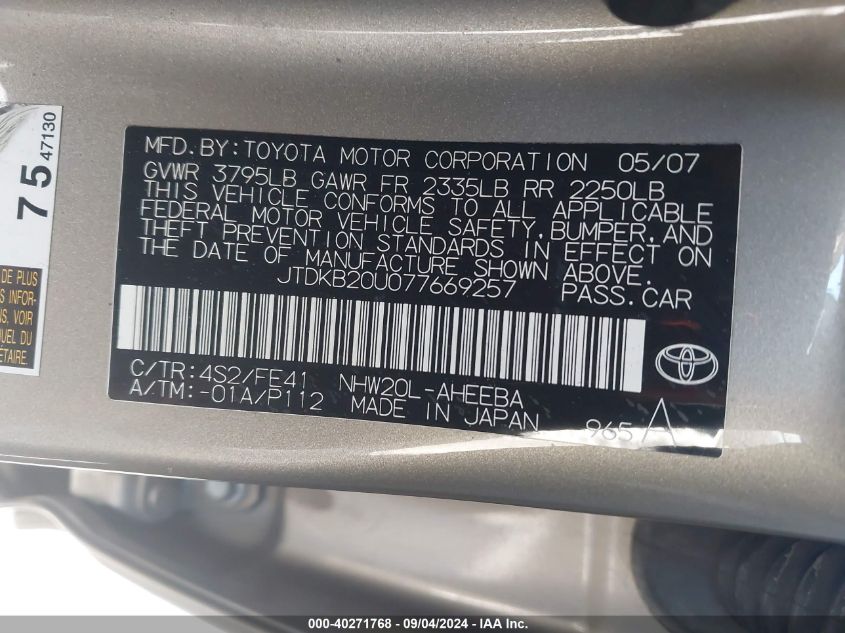 MFD.BY:TOYOTA MOTOR CORPORATION 05/07
GVWR 3795LB GAWR FR 2335LB RR 2250LB
THIS VEHICLE CONFORMS TO ALL APPLICABLE
FEDERAL MOTOR VEHICLE SAFETY,BUMPER,AND
THEFT PREVENTION STANDARDS IN EFFECT ON
THE DATE OF MANUFACTURE SHOWN ABOVE.
JTDKB20U077669257 PASS.CAR
C/TR:4S2/FE41 NHW20L-AHEEBA
A/TM:-01A/P112 MADE IN JAPAN
965 A
75 47130
DE PLUS
S INFOR-
S. VOIR
UEL DU
ÉTAIRE.
000-40271768 - 09/04/2024 - © IAA Inc.